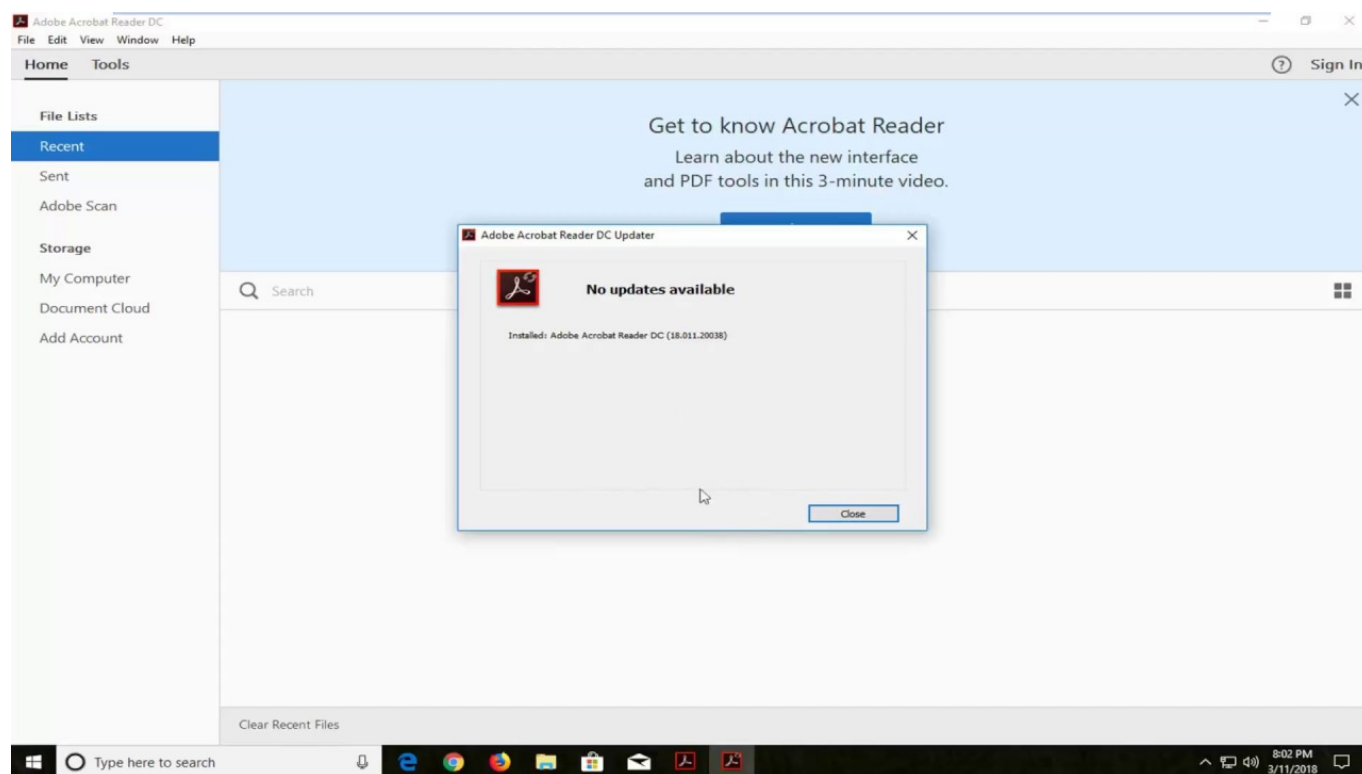 Adobe Acrobat Reader DC
File Edit View Window Help
Home Tools
? Sign In
File Lists
Recent
Sent
Adobe Scan
Storage
My Computer
Document Cloud
Add Account
Get to know Acrobat Reader
Learn about the new interface
and PDF tools in this 3-minute video.
Search
Adobe Acrobat Reader DC Updater
No updates available
Installed: Adobe Acrobat Reader DC (18.011.20038)
Close
Clear Recent Files
Type here to search
8:02 PM
3/11/2018